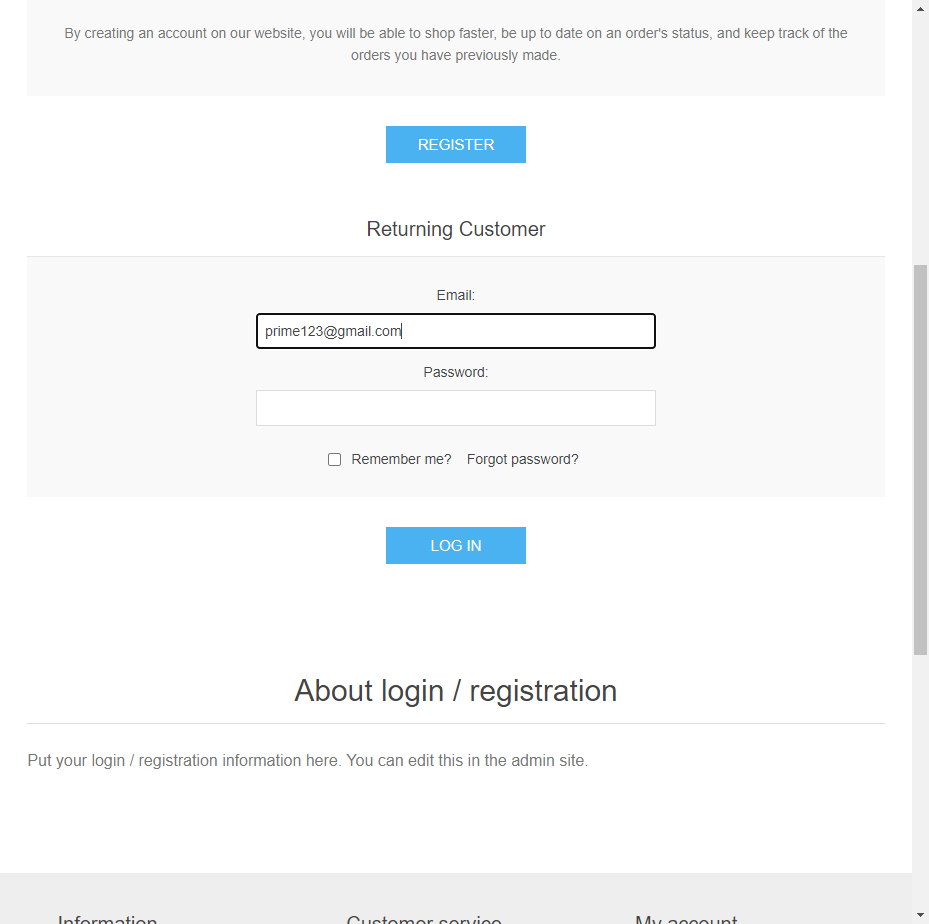 By creating an account on our website, you will be able to shop faster, be up to date on an order's status, and keep track of the
orders you have previously made.
REGISTER
Returning Customer
Email:
prime123@gmail.com
Password:
Remember me? Forgot password?
LOG IN
About login / registration
Put your login / registration information here. You can edit this in the admin site.
Information Customer service My account